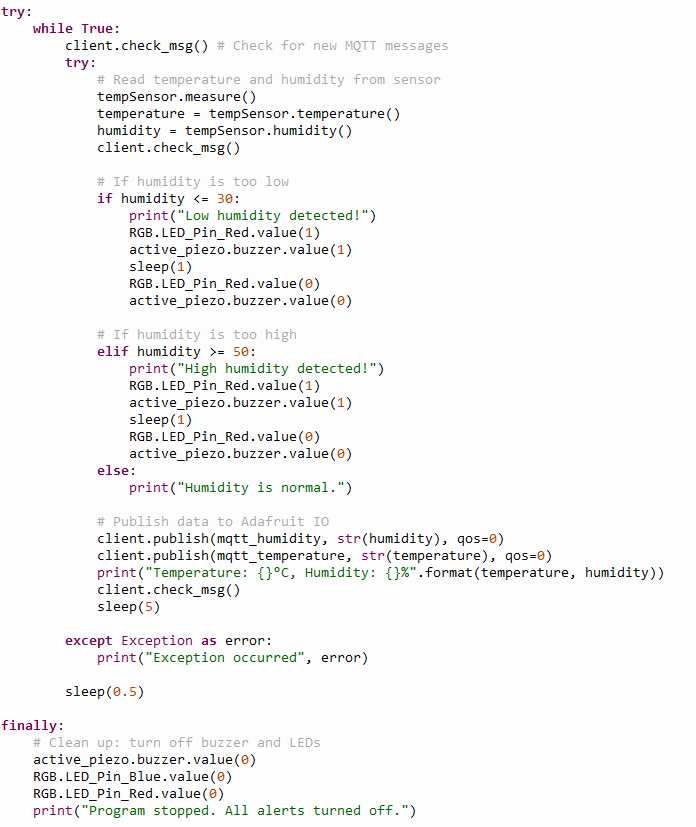 try:
    while True:
        client.check_msg() # Check for new MQTT messages
        try:
            # Read temperature and humidity from sensor
            tempSensor.measure()
            temperature = tempSensor.temperature()
            humidity = tempSensor.humidity()
            client.check_msg()

            # If humidity is too low
            if humidity <= 30:
                print("Low humidity detected!")
                RGB.LED_Pin_Red.value(1)
                active_piezo.buzzer.value(1)
                sleep(1)
                RGB.LED_Pin_Red.value(0)
                active_piezo.buzzer.value(0)

            # If humidity is too high
            elif humidity >= 50:
                print("High humidity detected!")
                RGB.LED_Pin_Red.value(1)
                active_piezo.buzzer.value(1)
                sleep(1)
                RGB.LED_Pin_Red.value(0)
                active_piezo.buzzer.value(0)
            else:
                print("Humidity is normal.")

            # Publish data to Adafruit IO
            client.publish(mqtt_humidity, str(humidity), qos=0)
            client.publish(mqtt_temperature, str(temperature), qos=0)
            print("Temperature: {}°C, Humidity: {}%".format(temperature, humidity))
            client.check_msg()
            sleep(5)

        except Exception as error:
            print("Exception occurred", error)

        sleep(0.5)

finally:
    # Clean up: turn off buzzer and LEDs
    active_piezo.buzzer.value(0)
    RGB.LED_Pin_Blue.value(0)
    RGB.LED_Pin_Red.value(0)
    print("Program stopped. All alerts turned off.")